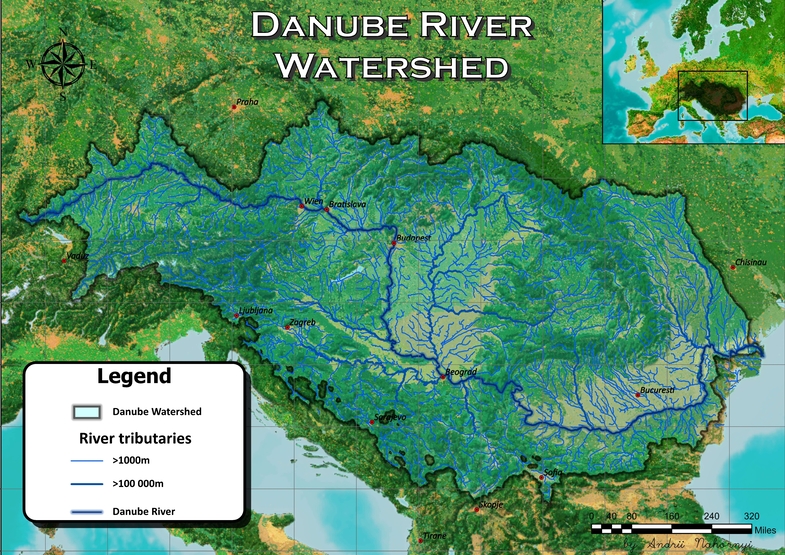 DANUBE RIVER
WATERSHED
N
W
E
S
Praha
Wien
Bratislava
Budapest
Vaduz
Chisinau
Ljubljana
Zagreb
Beograd
Bucuresti
Sarajevo
Sofia
Skopje
Tirane
Legend
Danube Watershed
River tributaries
>1000m
>100 000m
Danube River
0 40 80 160 240 320
Miles
by Andrii Nahornyi